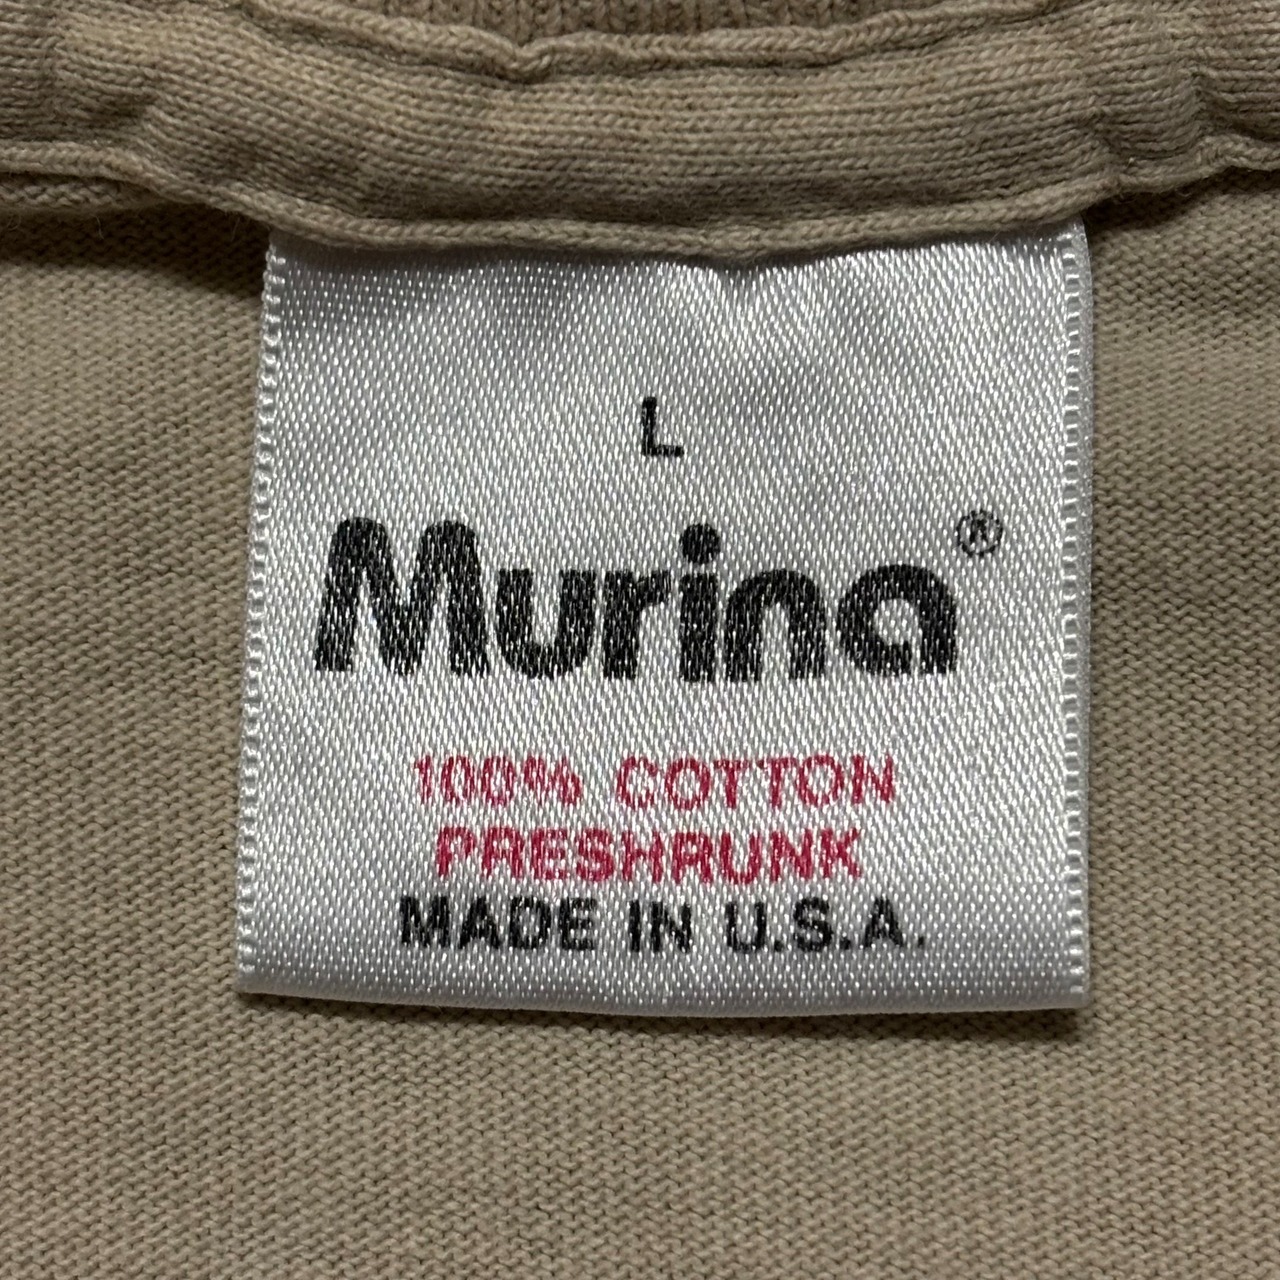 L
Murina®
100% COTTON
PRESHRUNK
MADE IN U.S.A.